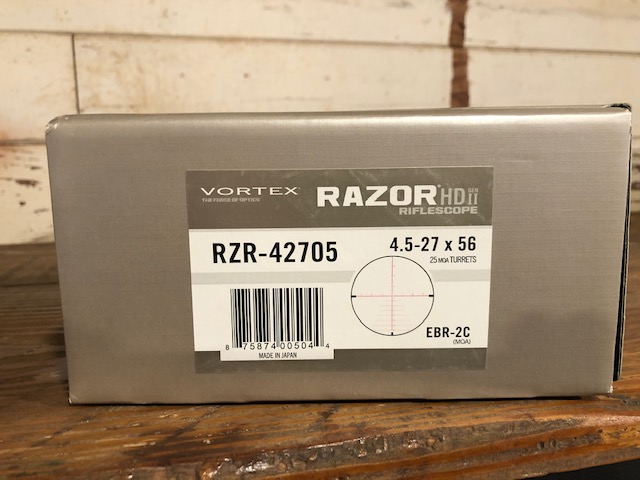 VORTEX
THE FORCE OF OPTICS
RAZOR HD GEN II
RIFLESCOPE
RZR-42705
4.5-27 x 56
25 MOA TURRETS
EBR-2C
(MOA)
8 75874 00504 4
MADE IN JAPAN